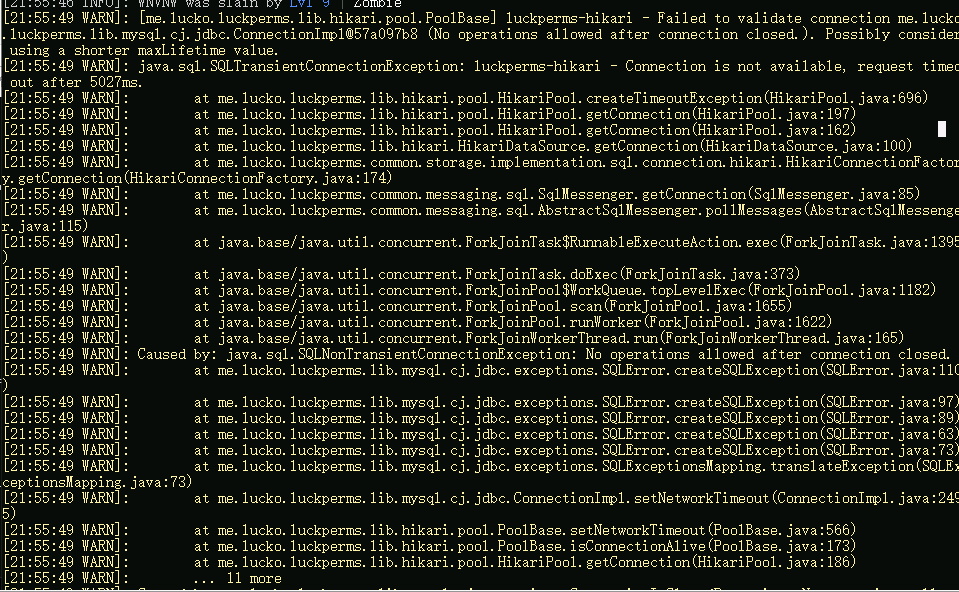 [21:55:46 INFO]: WNVNW was slain by Lvl 9 | Zombie
[21:55:49 WARN]: [me.lucko.luckperms.lib.hikari.pool.PoolBase] luckperms-hikari - Failed to validate connection me.lucko
.luckperms.lib.mysql.cj.jdbc.ConnectionImpl@57a097b8 (No operations allowed after connection closed.). Possibly consider
 using a shorter maxLifetime value.
[21:55:49 WARN]: java.sql.SQLTransientConnectionException: luckperms-hikari - Connection is not available, request timed
 out after 5027ms.
[21:55:49 WARN]:        at me.lucko.luckperms.lib.hikari.pool.HikariPool.createTimeoutException(HikariPool.java:696)
[21:55:49 WARN]:        at me.lucko.luckperms.lib.hikari.pool.HikariPool.getConnection(HikariPool.java:197)
[21:55:49 WARN]:        at me.lucko.luckperms.lib.hikari.pool.HikariPool.getConnection(HikariPool.java:162)
[21:55:49 WARN]:        at me.lucko.luckperms.lib.hikari.HikariDataSource.getConnection(HikariDataSource.java:100)
[21:55:49 WARN]:        at me.lucko.luckperms.common.storage.implementation.sql.connection.hikari.HikariConnectionFactor
y.getConnection(HikariConnectionFactory.java:174)
[21:55:49 WARN]:        at me.lucko.luckperms.common.messaging.sql.SqlMessenger.getConnection(SqlMessenger.java:85)
[21:55:49 WARN]:        at me.lucko.luckperms.common.messaging.sql.AbstractSqlMessenger.pollMessages(AbstractSqlMessenge
r.java:115)
[21:55:49 WARN]:        at java.base/java.util.concurrent.ForkJoinTask$RunnableExecuteAction.exec(ForkJoinTask.java:1395
)
[21:55:49 WARN]:        at java.base/java.util.concurrent.ForkJoinTask.doExec(ForkJoinTask.java:373)
[21:55:49 WARN]:        at java.base/java.util.concurrent.ForkJoinPool$WorkQueue.topLevelExec(ForkJoinPool.java:1182)
[21:55:49 WARN]:        at java.base/java.util.concurrent.ForkJoinPool.scan(ForkJoinPool.java:1655)
[21:55:49 WARN]:        at java.base/java.util.concurrent.ForkJoinPool.runWorker(ForkJoinPool.java:1622)
[21:55:49 WARN]:        at java.base/java.util.concurrent.ForkJoinWorkerThread.run(ForkJoinWorkerThread.java:165)
[21:55:49 WARN]: Caused by: java.sql.SQLNonTransientConnectionException: No operations allowed after connection closed.
[21:55:49 WARN]:        at me.lucko.luckperms.lib.mysql.cj.jdbc.exceptions.SQLError.createSQLException(SQLError.java:110
)
[21:55:49 WARN]:        at me.lucko.luckperms.lib.mysql.cj.jdbc.exceptions.SQLError.createSQLException(SQLError.java:97)
[21:55:49 WARN]:        at me.lucko.luckperms.lib.mysql.cj.jdbc.exceptions.SQLError.createSQLException(SQLError.java:89)
[21:55:49 WARN]:        at me.lucko.luckperms.lib.mysql.cj.jdbc.exceptions.SQLError.createSQLException(SQLError.java:63)
[21:55:49 WARN]:        at me.lucko.luckperms.lib.mysql.cj.jdbc.exceptions.SQLError.createSQLException(SQLError.java:73)
[21:55:49 WARN]:        at me.lucko.luckperms.lib.mysql.cj.jdbc.exceptions.SQLExceptionsMapping.translateException(SQLEx
ceptionsMapping.java:73)
[21:55:49 WARN]:        at me.lucko.luckperms.lib.mysql.cj.jdbc.ConnectionImpl.setNetworkTimeout(ConnectionImpl.java:249
5)
[21:55:49 WARN]:        at me.lucko.luckperms.lib.hikari.pool.PoolBase.setNetworkTimeout(PoolBase.java:566)
[21:55:49 WARN]:        at me.lucko.luckperms.lib.hikari.pool.PoolBase.isConnectionAlive(PoolBase.java:173)
[21:55:49 WARN]:        at me.lucko.luckperms.lib.hikari.pool.HikariPool.getConnection(HikariPool.java:186)
[21:55:49 WARN]:        ... 11 more